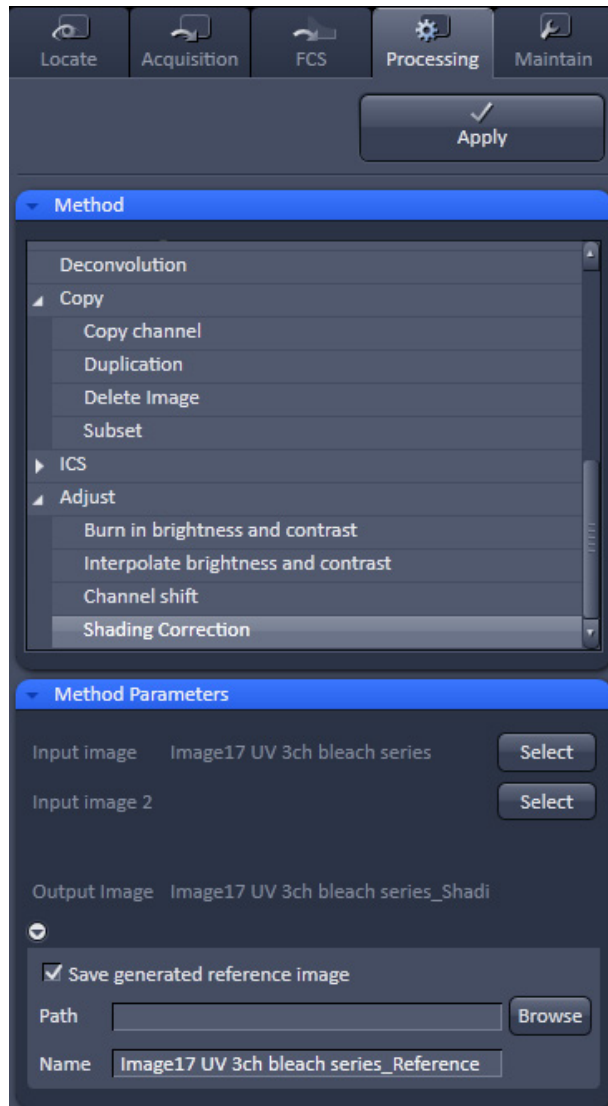 Locate Acquisition FCS Processing Maintain
Apply
Method
Deconvolution
Copy
Copy channel
Duplication
Delete Image
Subset
ICS
Adjust
Burn in brightness and contrast
Interpolate brightness and contrast
Channel shift
Shading Correction
Method Parameters
Input image Image17 UV 3ch bleach series Select
Input image 2 Select
Output Image Image17 UV 3ch bleach series_Shadi
Save generated reference image
Path Browse
Name Image17 UV 3ch bleach series_Reference